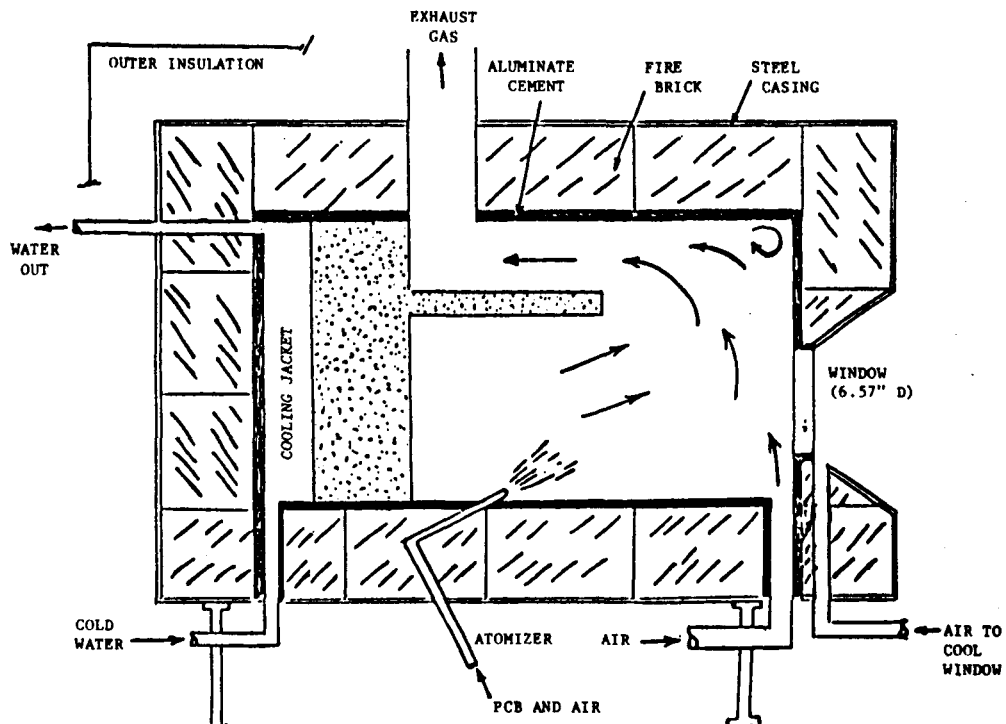 EXHAUST
GAS
OUTER INSULATION
ALUMINATE
CEMENT
FIRE
BRICK
STEEL
CASING
WATER
OUT
COOLING JACKET
WINDOW
(6.57" D)
COLD
WATER
ATOMIZER
AIR
AIR TO
COOL
WINDOW
PCB AND AIR